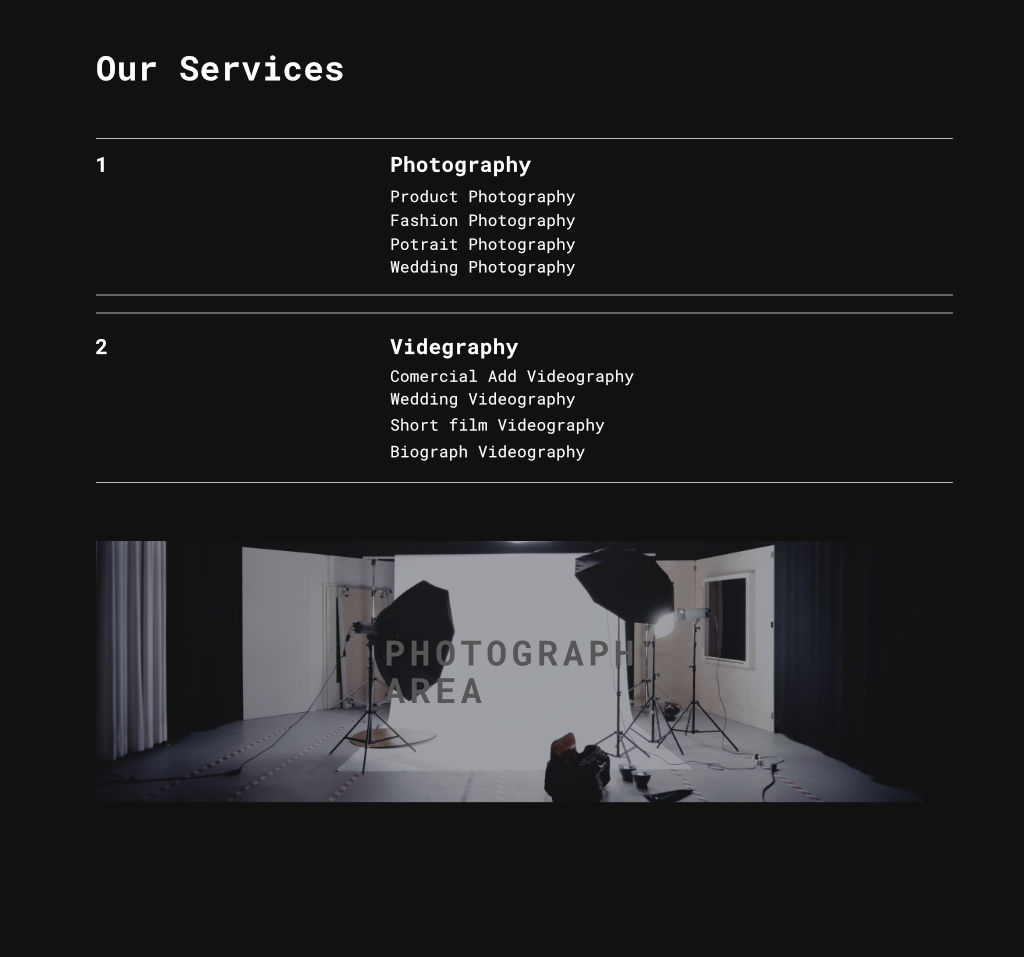 Our Services
1
Photography
Product Photography
Fashion Photography
Potrait Photography
Wedding Photography
2
Videgraphy
Comercial Add Videography
Wedding Videography
Short film Videography
Biograph Videography
PHOTOGRAPH
AREA